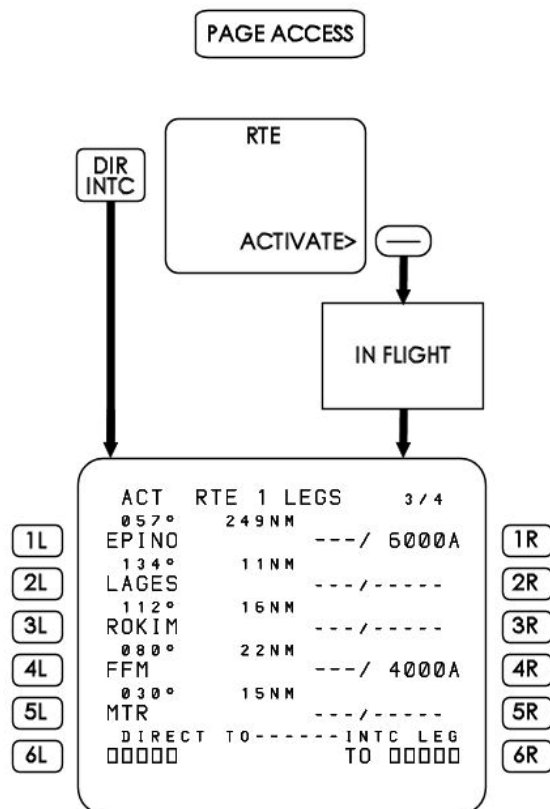 PAGE ACCESS
RTE
DIR
INTC
ACTIVATE>
IN FLIGHT
ACT RTE 1 LEGS 3/4
057° 249NM
1L EPINO ---/ 6000A 1R
134° 11NM
2L LAGES ---/----- 2R
112° 16NM
3L ROKIM ---/----- 3R
080° 22NM
4L FFM ---/ 4000A 4R
030° 15NM
5L MTR ---/----- 5R
DIRECT TO------INTC LEG
6L □□□□□ TO □□□□□ 6R